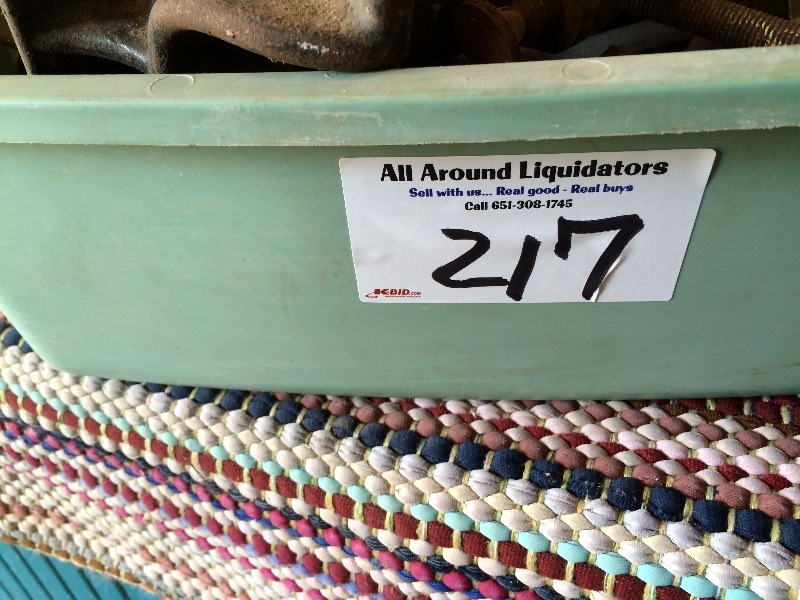 All Around Liquidators
Sell with us... Real good - Real buys
Call 651-308-1745
217
K-BID.com